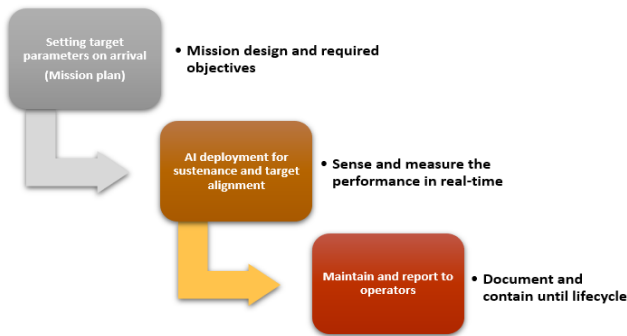 Setting target
parameters on arrival
(Mission plan)
• Mission design and required
objectives
AI deployment for
sustenance and target
alignment
• Sense and measure the
performance in real-time
Maintain and report to
operators
• Document and
contain until lifecycle